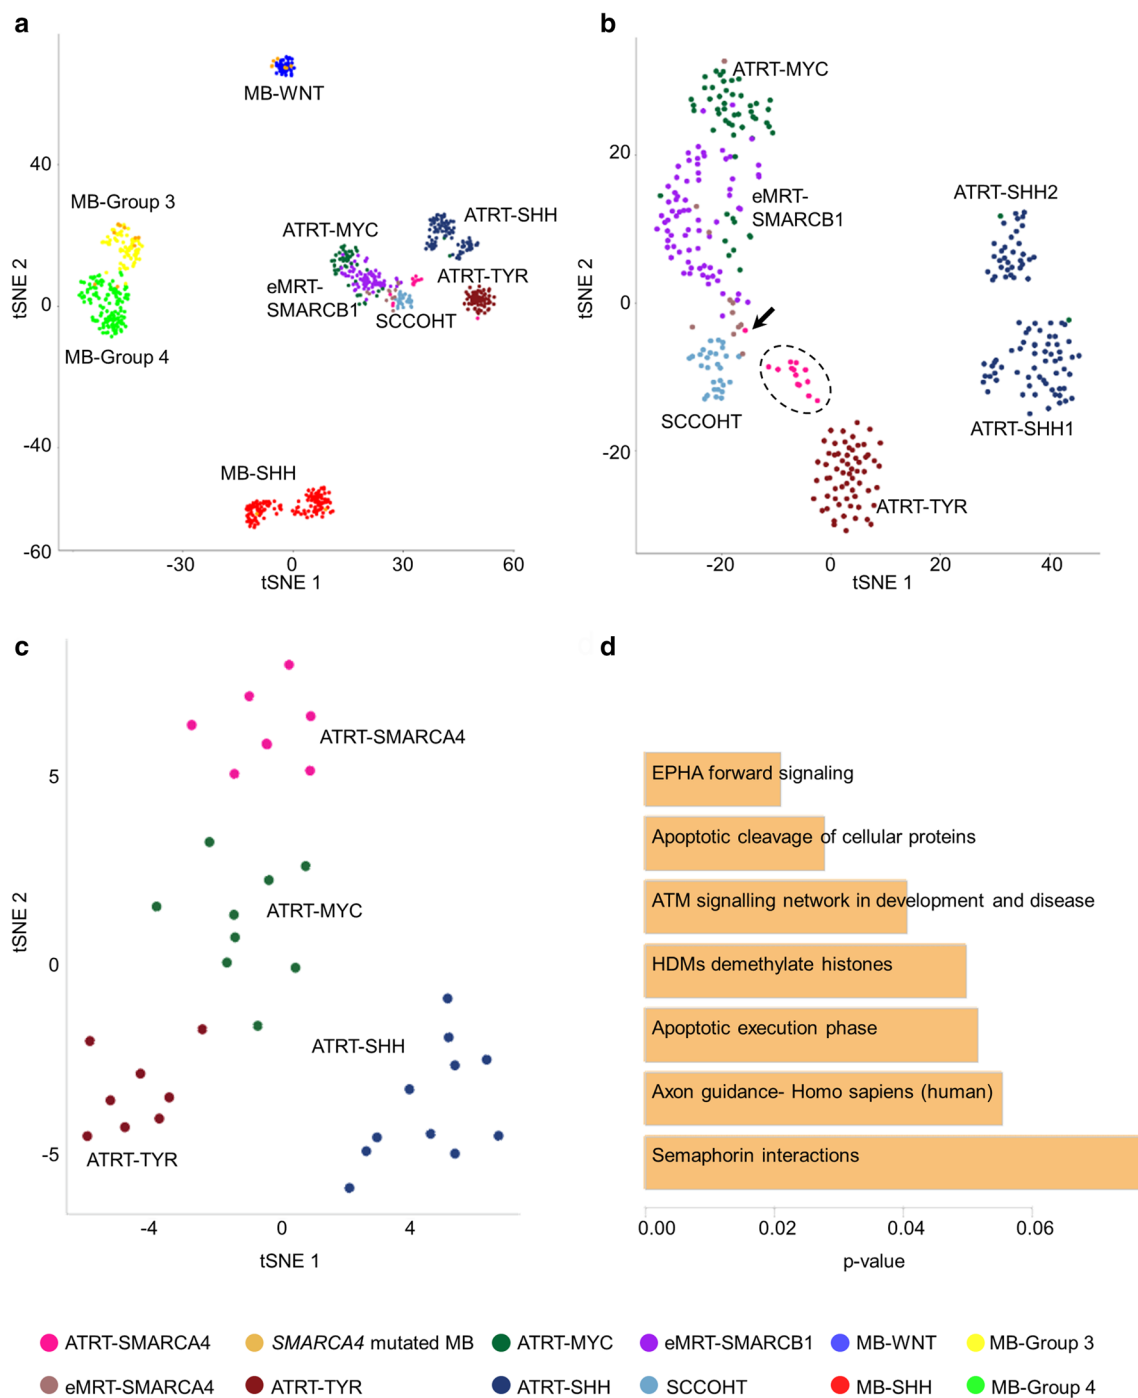 a
MB-WNT
40
MB-Group 3
ATRT-SHH
ATRT-MYC
ATRT-TYR
eMRT-
SMARCB1
SCCOHT
0
MB-Group 4
tSNE 2
-40
MB-SHH
-60
-30
0
30
60
tSNE 1
b
ATRT-MYC
20
ATRT-SHH2
eMRT-
SMARCB1
tSNE 2
0
SCCOHT
ATRT-SHH1
-20
ATRT-TYR
-20
0
20
40
tSNE 1
c
ATRT-SMARCA4
5
ATRT-MYC
tSNE 2
0
ATRT-SHH
-5
ATRT-TYR
-4
0
4
tSNE 1
d
d
EPHA forward signaling
Apoptotic cleavage of cellular proteins
ATM signalling network in development and disease
HDMs demethylate histones
Apoptotic execution phase
Axon guidance- Homo sapiens (human)
Semaphorin interactions
0.00
0.02
0.04
0.06
p-value
ATRT-SMARCA4
SMARCA4 mutated MB
ATRT-MYC
eMRT-SMARCB1
MB-WNT
MB-Group 3
eMRT-SMARCA4
ATRT-TYR
ATRT-SHH
SCCOHT
MB-SHH
MB-Group 4